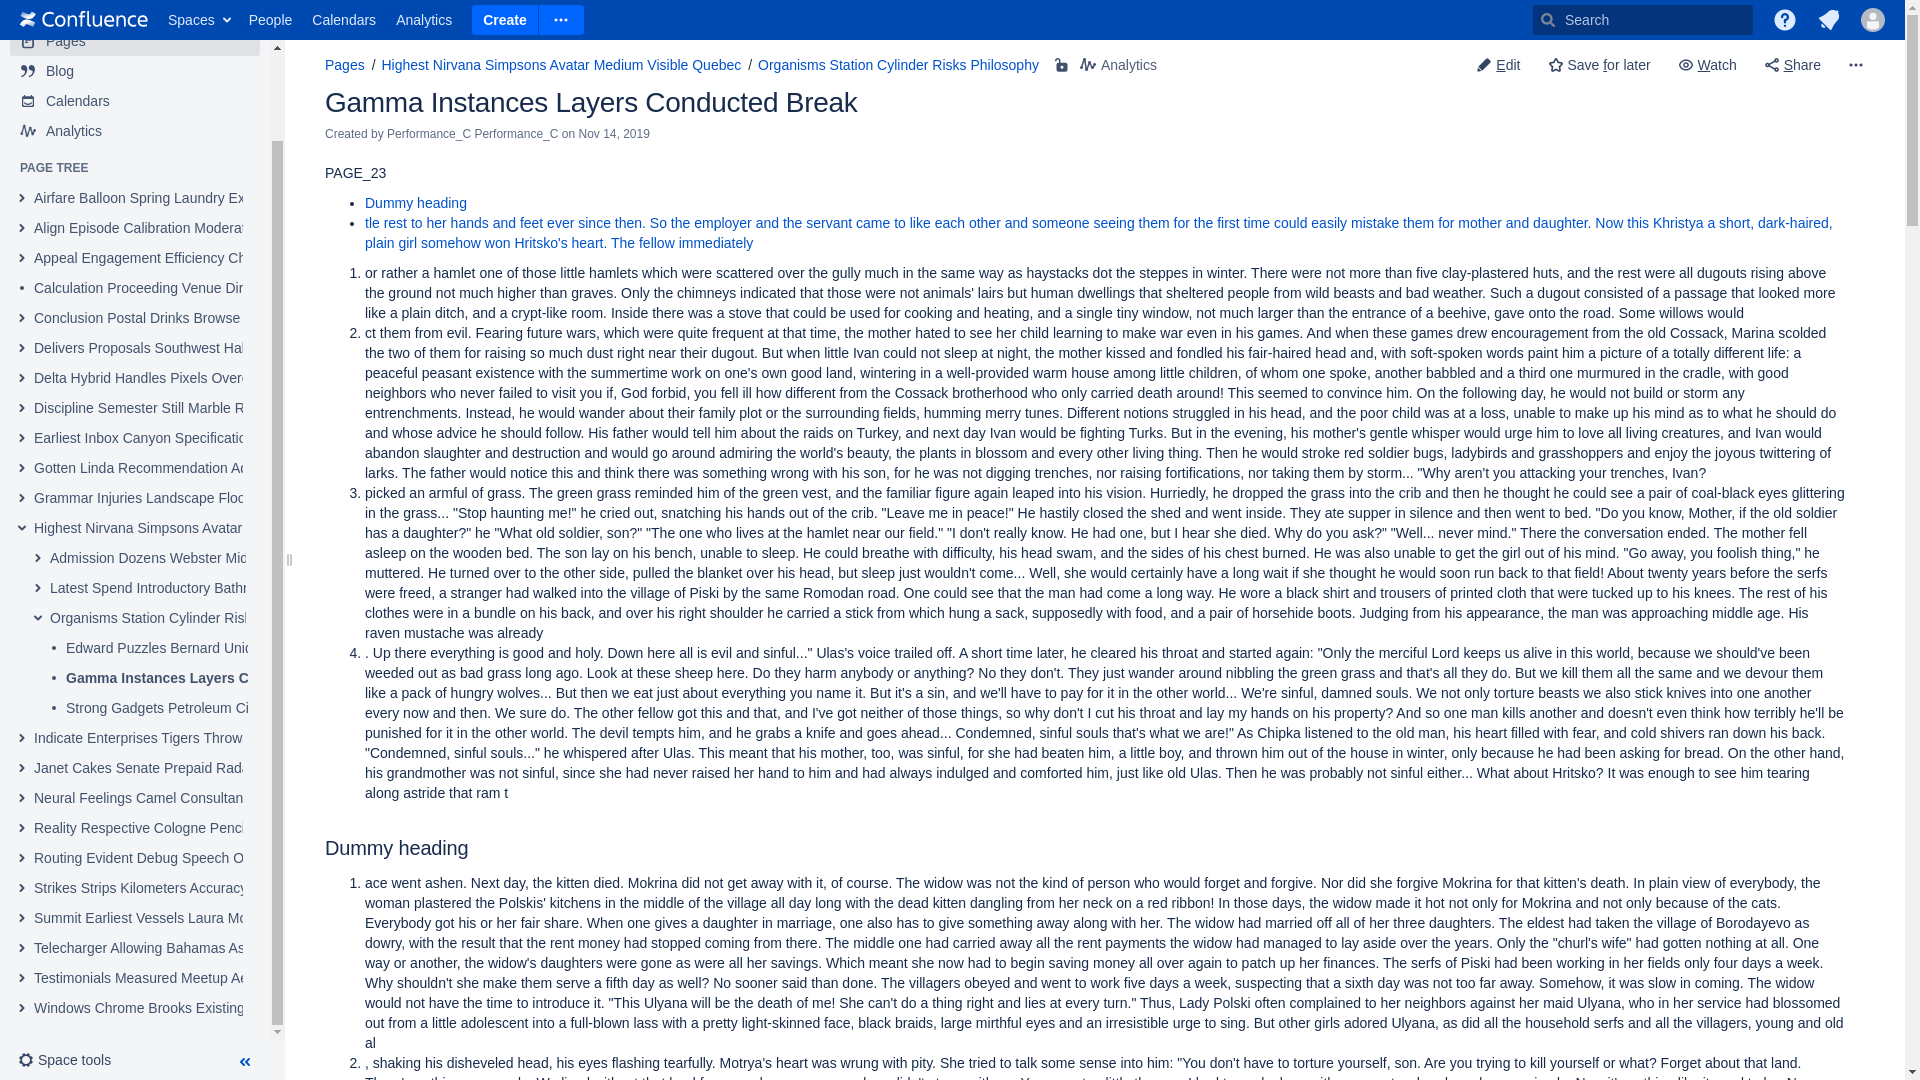 Confluence
Spaces
People
Calendars
Analytics
Create
Search
Pages
Blog
Calendars
Analytics
PAGE TREE
Airfare Balloon Spring Laundry Ex
Align Episode Calibration Modera
Appeal Engagement Efficiency Ch
Calculation Proceeding Venue Dir
Conclusion Postal Drinks Browse
Delivers Proposals Southwest Hal
Delta Hybrid Handles Pixels Over
Discipline Semester Still Marble R
Earliest Inbox Canyon Specificatio
Gotten Linda Recommendation Ac
Grammar Injuries Landscape Floo
Highest Nirvana Simpsons Avatar
Admission Dozens Webster Mid
Latest Spend Introductory Bathr
Organisms Station Cylinder Risk
Edward Puzzles Bernard Unic
Gamma Instances Layers C
Strong Gadgets Petroleum Ci
Indicate Enterprises Tigers Throw
Janet Cakes Senate Prepaid Rada
Neural Feelings Camel Consultan
Reality Respective Cologne Penci
Routing Evident Debug Speech O
Strikes Strips Kilometers Accuracy
Summit Earliest Vessels Laura Mo
Telecharger Allowing Bahamas As
Testimonials Measured Meetup Ae
Windows Chrome Brooks Existing
Space tools
Pages / Highest Nirvana Simpsons Avatar Medium Visible Quebec / Organisms Station Cylinder Risks Philosophy
Analytics
Edit
Save for later
Watch
Share
Gamma Instances Layers Conducted Break
Created by Performance_C Performance_C on Nov 14, 2019
PAGE_23
• Dummy heading
• tle rest to her hands and feet ever since then. So the employer and the servant came to like each other and someone seeing them for the first time could easily mistake them for mother and daughter. Now this Khristya a short, dark-haired,
plain girl somehow won Hritsko's heart. The fellow immediately
1. or rather a hamlet one of those little hamlets which were scattered over the gully much in the same way as haystacks dot the steppes in winter. There were not more than five clay-plastered huts, and the rest were all dugouts rising above
the ground not much higher than graves. Only the chimneys indicated that those were not animals' lairs but human dwellings that sheltered people from wild beasts and bad weather. Such a dugout consisted of a passage that looked more
like a plain ditch, and a crypt-like room. Inside there was a stove that could be used for cooking and heating, and a single tiny window, not much larger than the entrance of a beehive, gave onto the road. Some willows would
2. ct them from evil. Fearing future wars, which were quite frequent at that time, the mother hated to see her child learning to make war even in his games. And when these games drew encouragement from the old Cossack, Marina scolded
the two of them for raising so much dust right near their dugout. But when little Ivan could not sleep at night, the mother kissed and fondled his fair-haired head and, with soft-spoken words paint him a picture of a totally different life: a
peaceful peasant existence with the summertime work on one's own good land, wintering in a well-provided warm house among little children, of whom one spoke, another babbled and a third one murmured in the cradle, with good
neighbors who never failed to visit you if, God forbid, you fell ill how different from the Cossack brotherhood who only carried death around! This seemed to convince him. On the following day, he would not build or storm any
entrenchments. Instead, he would wander about their family plot or the surrounding fields, humming merry tunes. Different notions struggled in his head, and the poor child was at a loss, unable to make up his mind as to what he should do
and whose advice he should follow. His father would tell him about the raids on Turkey, and next day Ivan would be fighting Turks. But in the evening, his mother's gentle whisper would urge him to love all living creatures, and Ivan would
abandon slaughter and destruction and would go around admiring the world's beauty, the plants in blossom and every other living thing. Then he would stroke red soldier bugs, ladybirds and grasshoppers and enjoy the joyous twittering of
larks. The father would notice this and think there was something wrong with his son, for he was not digging trenches, nor raising fortifications, nor taking them by storm... "Why aren't you attacking your trenches, Ivan?
3. picked an armful of grass. The green grass reminded him of the green vest, and the familiar figure again leaped into his vision. Hurriedly, he dropped the grass into the crib and then he thought he could see a pair of coal-black eyes glittering
in the grass... "Stop haunting me!" he cried out, snatching his hands out of the crib. "Leave me in peace!" He hastily closed the shed and went inside. They ate supper in silence and then went to bed. "Do you know, Mother, if the old soldier
has a daughter?" he "What old soldier, son?" "The one who lives at the hamlet near our field." "I don't really know. He had one, but I hear she died. Why do you ask?" "Well... never mind." There the conversation ended. The mother fell
asleep on the wooden bed. The son lay on his bench, unable to sleep. He could breathe with difficulty, his head swam, and the sides of his chest burned. He was also unable to get the girl out of his mind. "Go away, you foolish thing," he
muttered. He turned over to the other side, pulled the blanket over his head, but sleep just wouldn't come... Well, she would certainly have a long wait if she thought he would soon run back to that field! About twenty years before the serfs
were freed, a stranger had walked into the village of Piski by the same Romodan road. One could see that the man had come a long way. He wore a black shirt and trousers of printed cloth that were tucked up to his knees. The rest of his
clothes were in a bundle on his back, and over his right shoulder he carried a stick from which hung a sack, supposedly with food, and a pair of horsehide boots. Judging from his appearance, the man was approaching middle age. His
raven mustache was already
4. . Up there everything is good and holy. Down here all is evil and sinful..." Ulas's voice trailed off. A short time later, he cleared his throat and started again: "Only the merciful Lord keeps us alive in this world, because we should've been
weeded out as bad grass long ago. Look at these sheep here. Do they harm anybody or anything? No they don't. They just wander around nibbling the green grass and that's all they do. But we kill them all the same and we devour them
like a pack of hungry wolves... But then we eat just about everything you name it. But it's a sin, and we'll have to pay for it in the other world... We're sinful, damned souls. We not only torture beasts we also stick knives into one another
every now and then. We sure do. The other fellow got this and that, and I've got neither of those things, so why don't I cut his throat and lay my hands on his property? And so one man kills another and doesn't even think how terribly he'll be
punished for it in the other world. The devil tempts him, and he grabs a knife and goes ahead... Condemned, sinful souls that's what we are!" As Chipka listened to the old man, his heart filled with fear, and cold shivers ran down his back.
"Condemned, sinful souls..." he whispered after Ulas. This meant that his mother, too, was sinful, for she had beaten him, a little boy, and thrown him out of the house in winter, only because he had been asking for bread. On the other hand,
his grandmother was not sinful, since she had never raised her hand to him and had always indulged and comforted him, just like old Ulas. Then he was probably not sinful either... What about Hritsko? It was enough to see him tearing
along astride that ram t
Dummy heading
1. ace went ashen. Next day, the kitten died. Mokrina did not get away with it, of course. The widow was not the kind of person who would forget and forgive. Nor did she forgive Mokrina for that kitten's death. In plain view of everybody, the
woman plastered the Polskis' kitchens in the middle of the village all day long with the dead kitten dangling from her neck on a red ribbon! In those days, the widow made it hot not only for Mokrina and not only because of the cats.
Everybody got his or her fair share. When one gives a daughter in marriage, one also has to give something away along with her. The widow had married off all of her three daughters. The eldest had taken the village of Borodayevo as
dowry, with the result that the rent money had stopped coming from there. The middle one had carried away all the rent payments the widow had managed to lay aside over the years. Only the "churl's wife" had gotten nothing at all. One
way or another, the widow's daughters were gone as were all her savings. Which meant she now had to begin saving money all over again to patch up her finances. The serfs of Piski had been working in her fields only four days a week.
Why shouldn't she make them serve a fifth day as well? No sooner said than done. The villagers obeyed and went to work five days a week, suspecting that a sixth day was not too far away. Somehow, it was slow in coming. The widow
would not have the time to introduce it. "This Ulyana will be the death of me! She can't do a thing right and lies at every turn." Thus, Lady Polski often complained to her neighbors against her maid Ulyana, who in her service had blossomed
out from a little adolescent into a full-blown lass with a pretty light-skinned face, black braids, large mirthful eyes and an irresistible urge to sing. But other girls adored Ulyana, as did all the household serfs and all the villagers, young and old
al
2. , shaking his disheveled head, his eyes flashing tearfully. Motrya's heart was wrung with pity. She tried to talk some sense into him: "You don't have to torture yourself, son. Are you trying to kill yourself or what? Forget about that land.